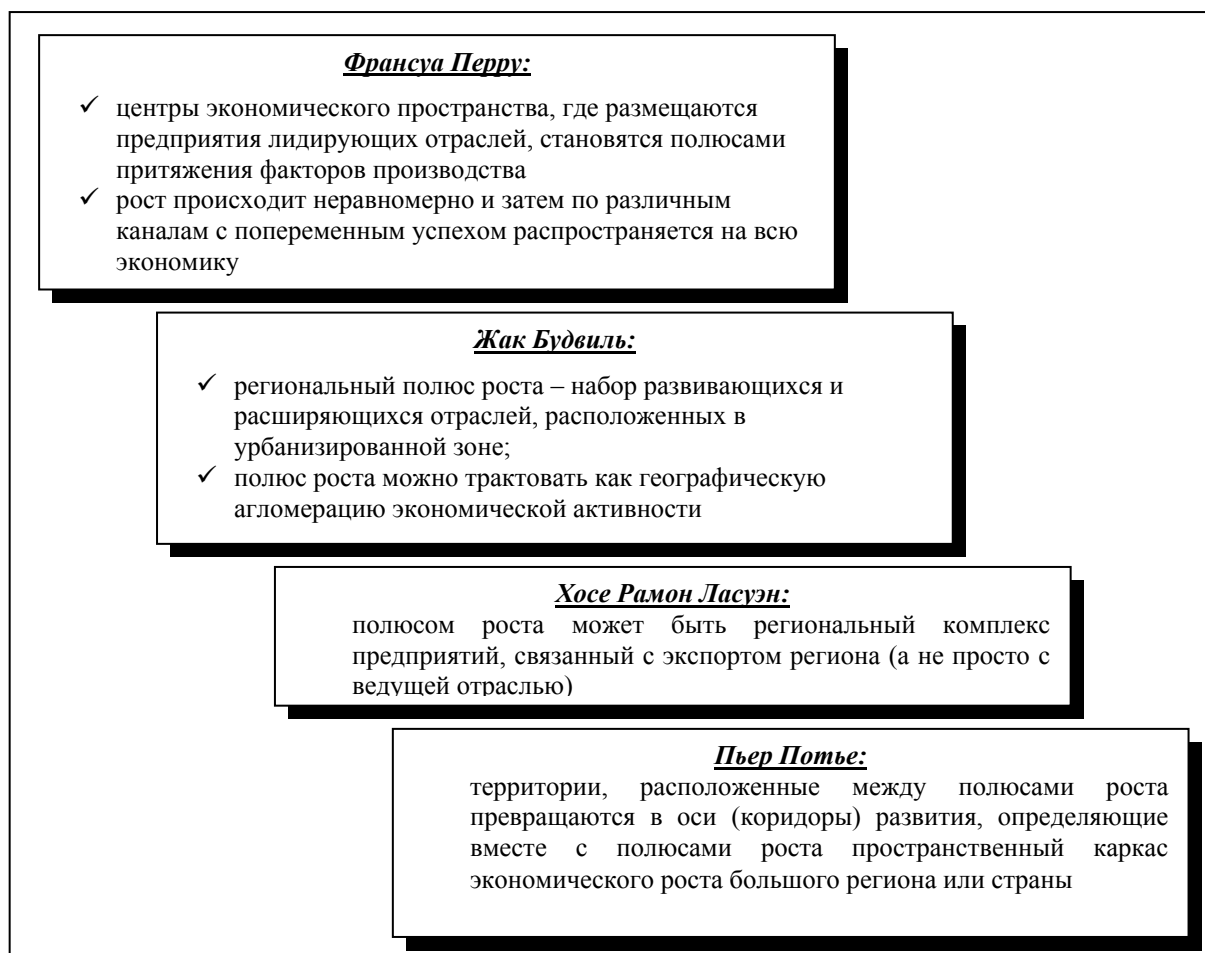 Франсуа Перру:
✓ центры экономического пространства, где размещаются
предприятия лидирующих отраслей, становятся полюсами
притяжения факторов производства
✓ рост происходит неравномерно и затем по различным
каналам с попеременным успехом распространяется на всю
экономику
Жак Будвиль:
✓ региональный полюс роста – набор развивающихся и
расширяющихся отраслей, расположенных в
урбанизированной зоне;
✓ полюс роста можно трактовать как географическую
агломерацию экономической активности
Хосе Рамон Ласуэн:
полюсом роста может быть региональный комплекс
предприятий, связанный с экспортом региона (а не просто с
ведущей отраслью)
Пьер Потье:
территории, расположенные между полюсами роста
превращаются в оси (коридоры) развития, определяющие
вместе с полюсами роста пространственный каркас
экономического роста большого региона или страны